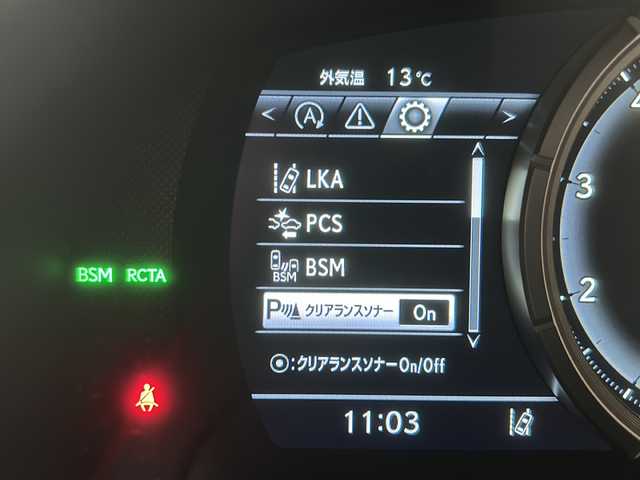 外気温 13℃
LKA
PCS
BSM
BSM
クリアランスソナー On
⦿:クリアランスソナーOn/Off
11:03
BSM RCTA
3
2